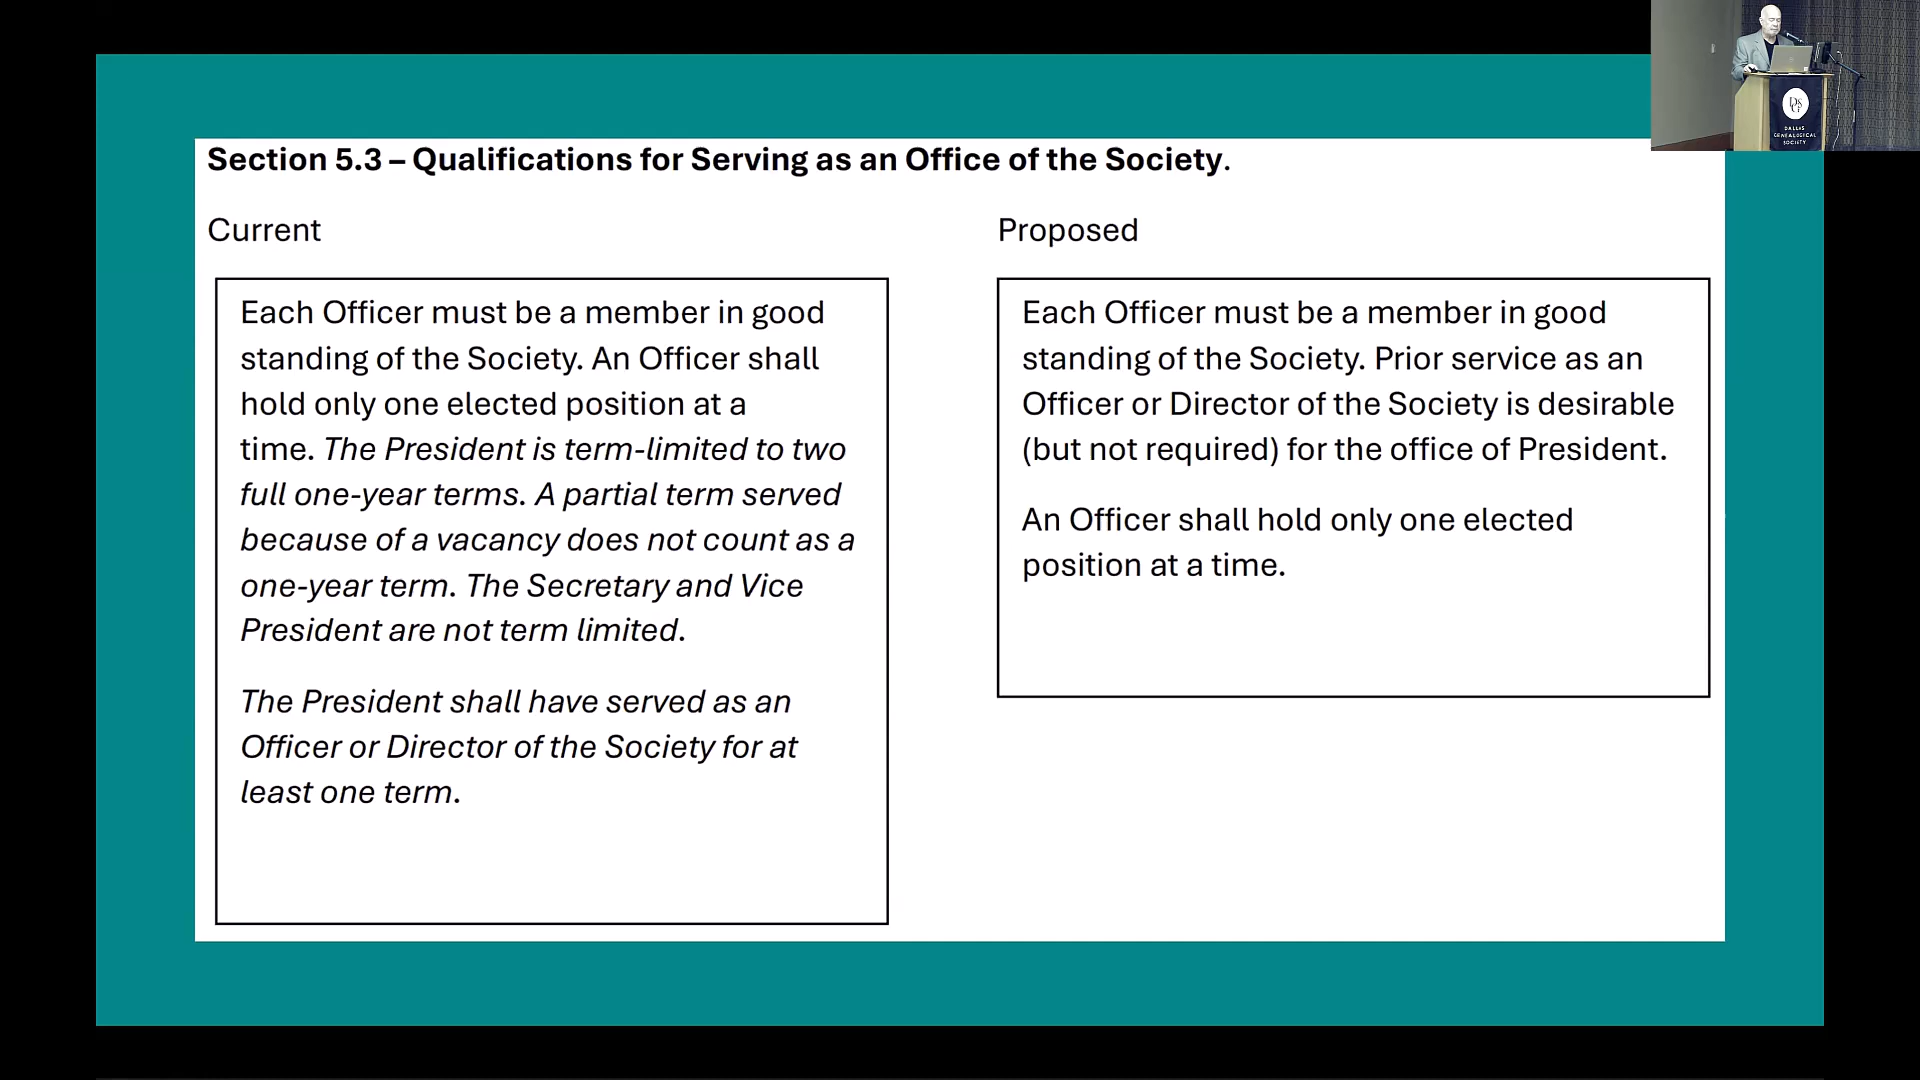 Section 5.3 – Qualifications for Serving as an Office of the Society.
Current
Each Officer must be a member in good
standing of the Society. An Officer shall
hold only one elected position at a
time. The President is term-limited to two
full one-year terms. A partial term served
because of a vacancy does not count as a
one-year term. The Secretary and Vice
President are not term limited.
The President shall have served as an
Officer or Director of the Society for at
least one term.
Proposed
Each Officer must be a member in good
standing of the Society. Prior service as an
Officer or Director of the Society is desirable
(but not required) for the office of President.
An Officer shall hold only one elected
position at a time.
DALLAS
GENEALOGICAL
SOCIETY